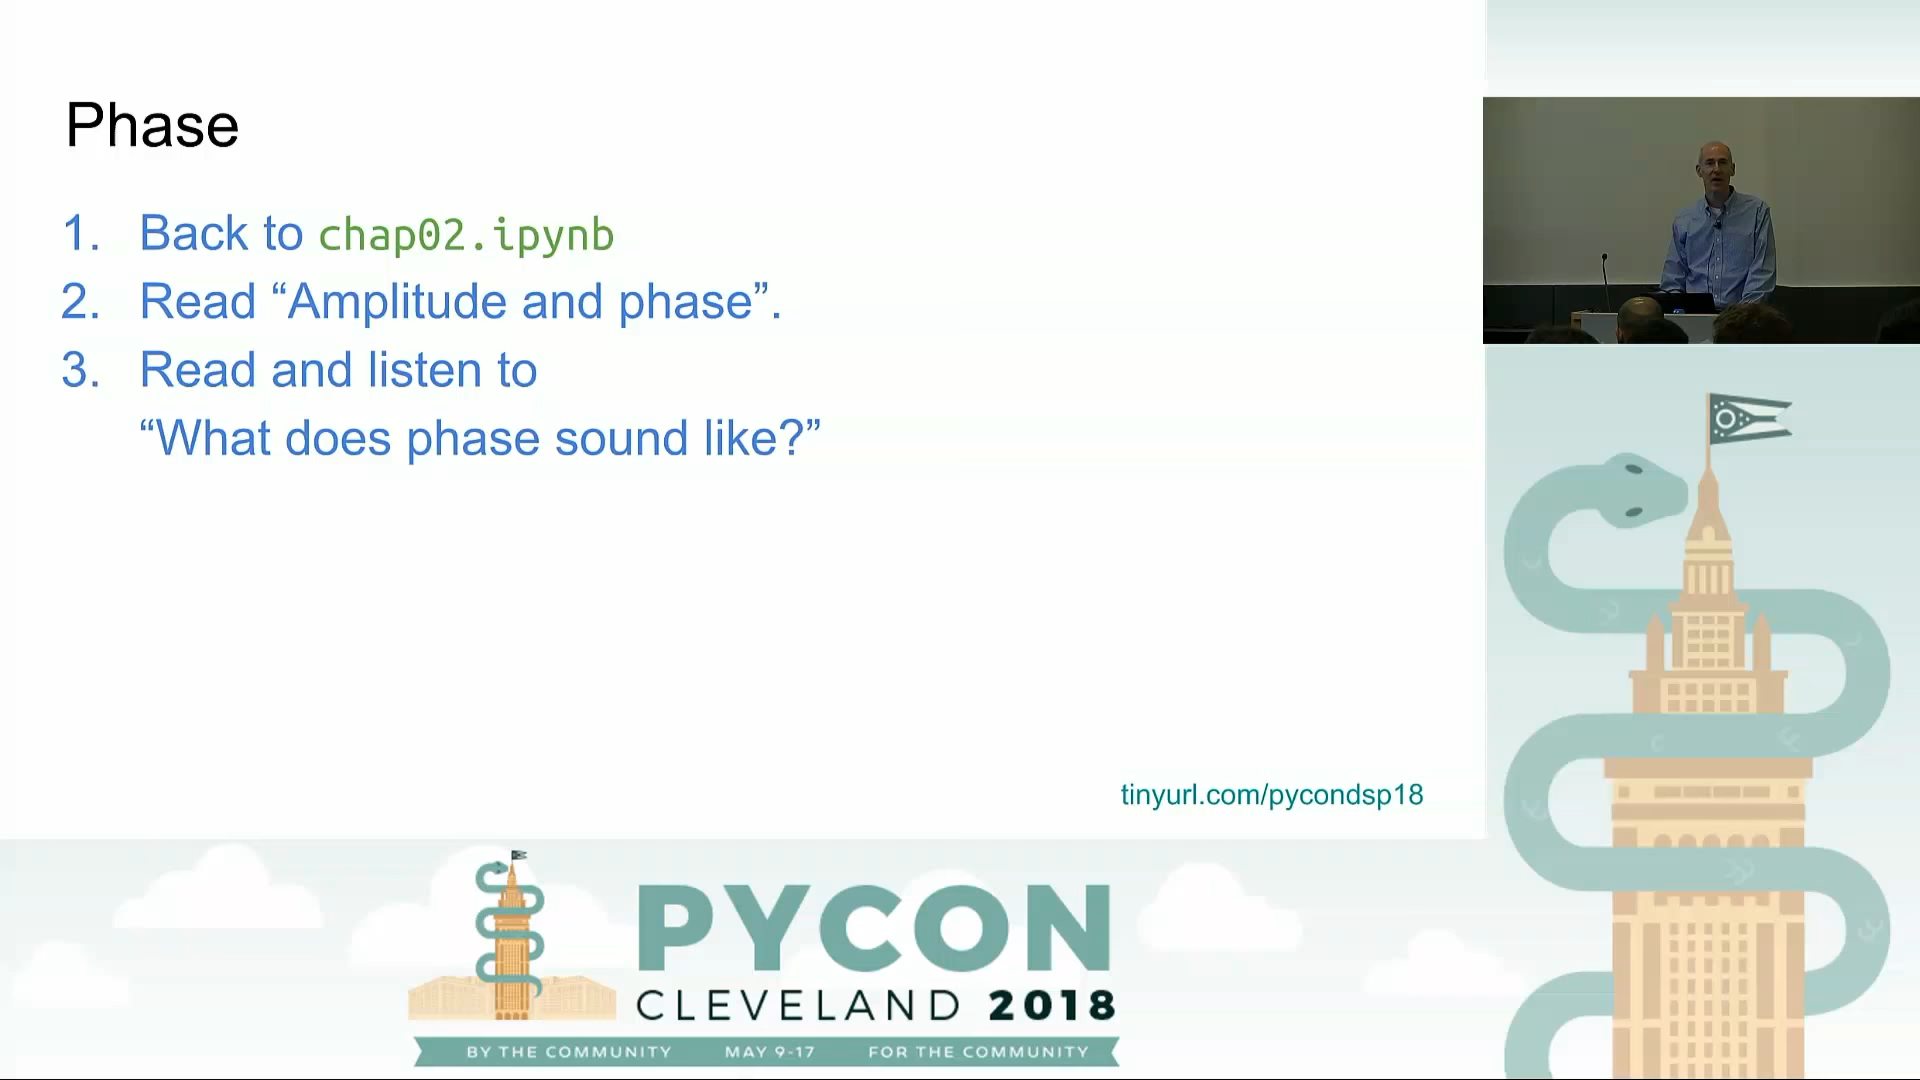 Phase
1. Back to chap02.ipynb
2. Read “Amplitude and phase”.
3. Read and listen to
“What does phase sound like?”
tinyurl.com/pycondsp18
PYCON
CLEVELAND 2018
BY THE COMMUNITY MAY 9-17 FOR THE COMMUNITY